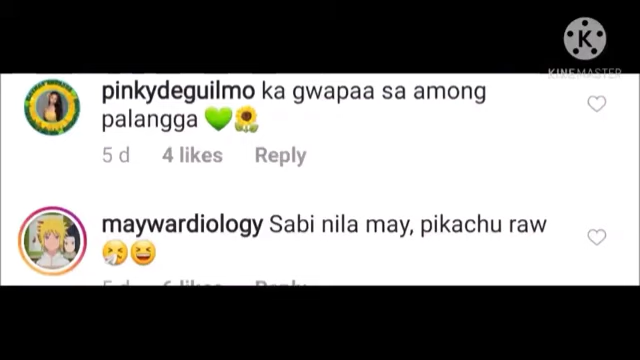 K
KINEMASTER
pinkydeguilmo ka gwapaa sa among
palangga 💚🌻
5 d 4 likes Reply
maywardiology Sabi nila may, pikachu raw
🤧😆